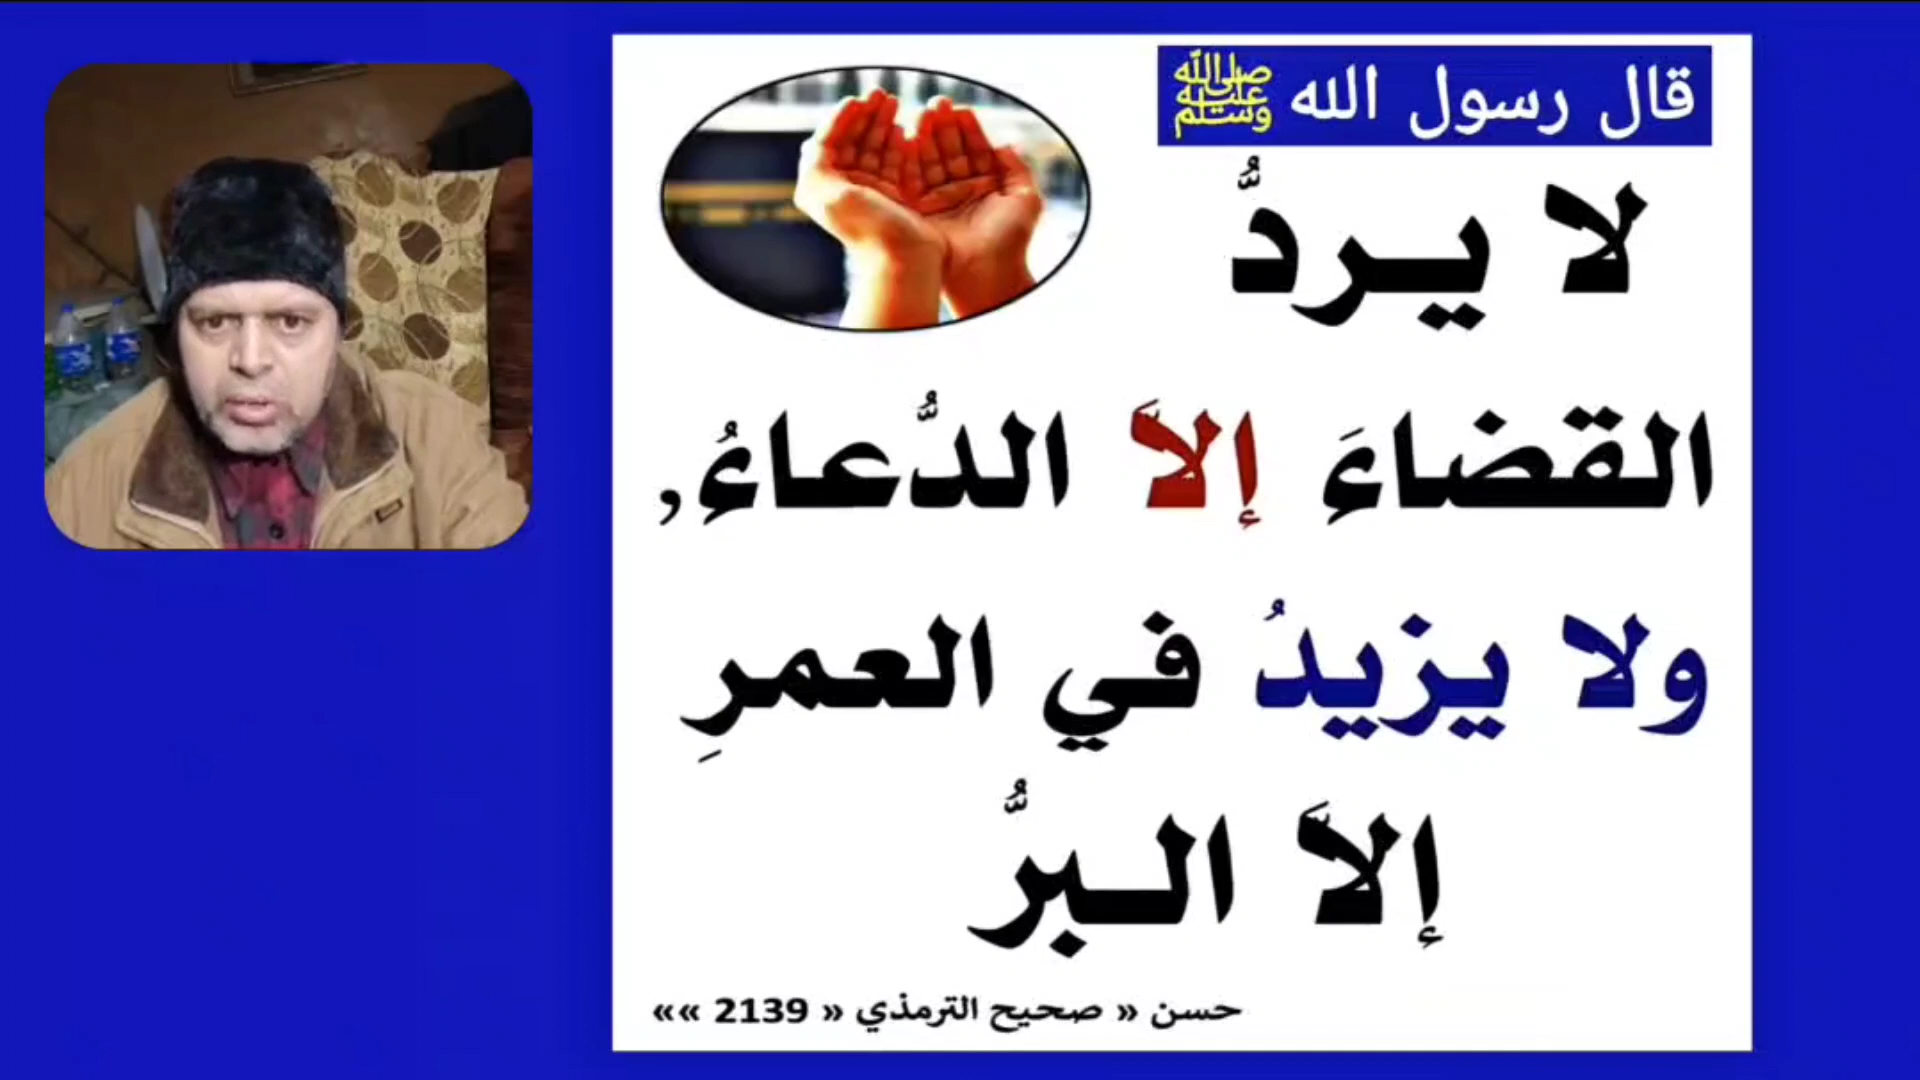 قال رسول الله ﷺ
لا يـردُّ
القضاءَ إلاَّ الدُّعاءُ,
ولا يزيدُ في العمرِ
إلاَّ الـبرُّ
حسن « صحيح الترمذي « 2139 »»